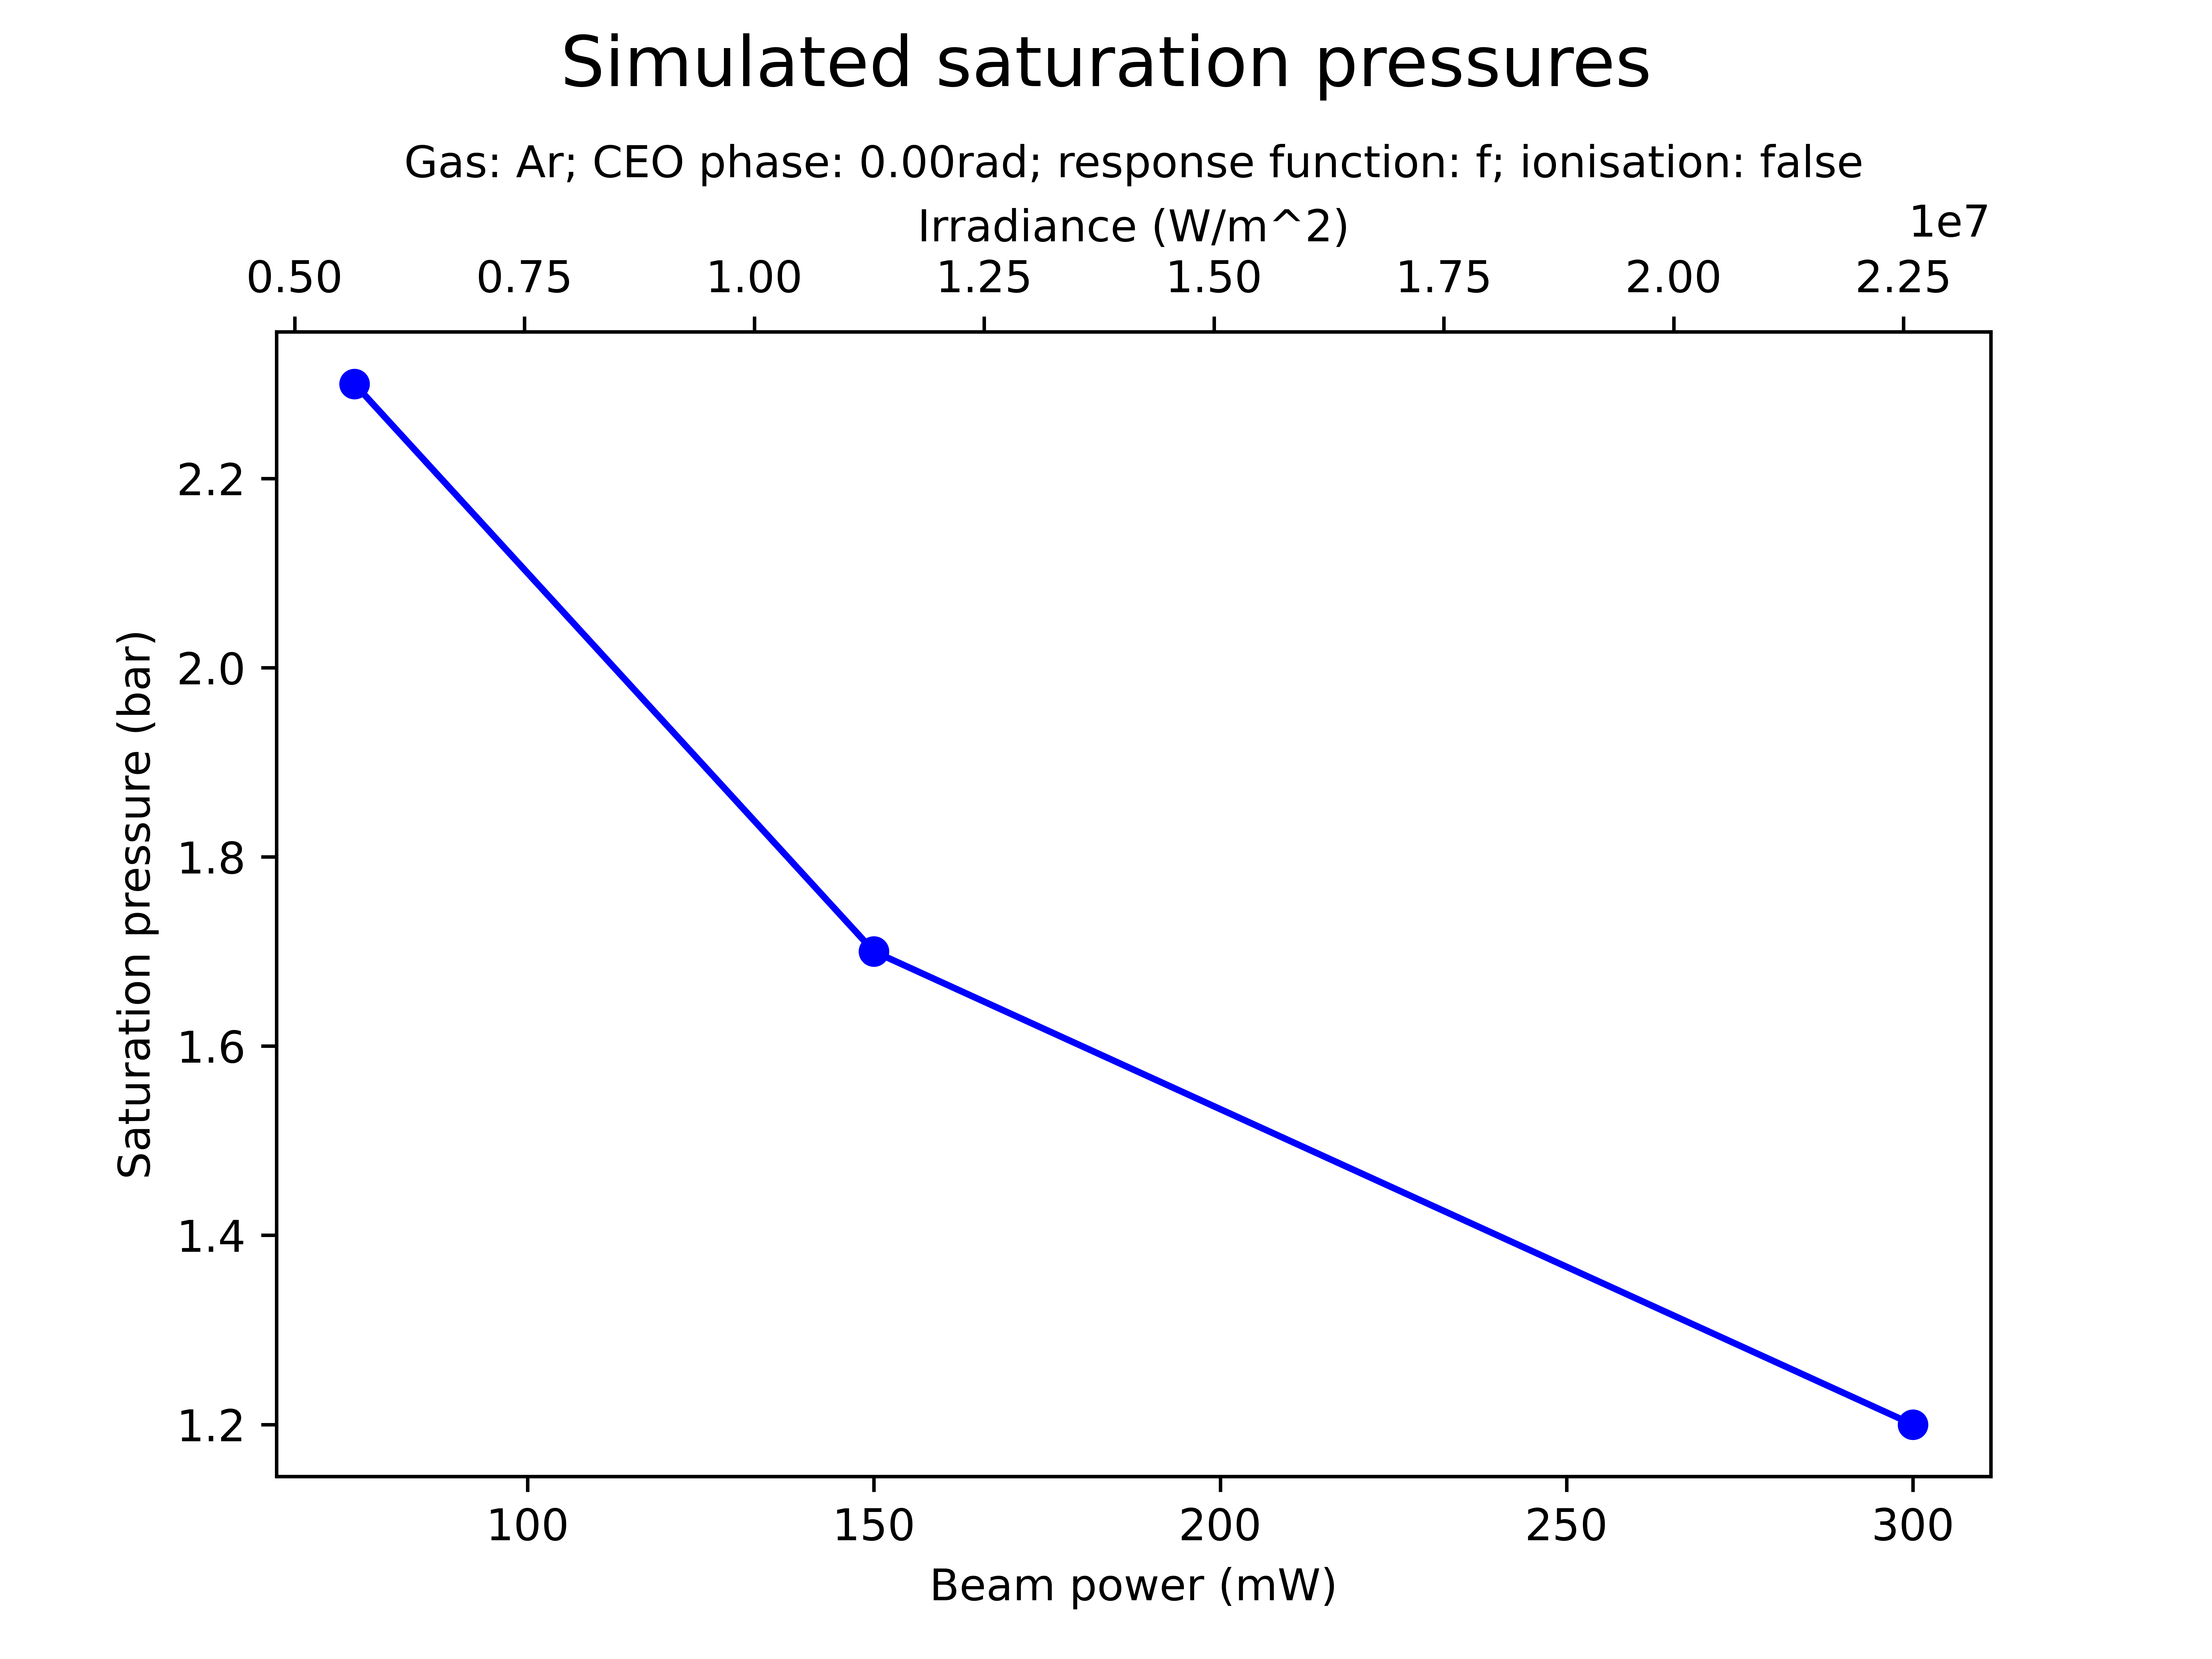 Simulated saturation pressures
Gas: Ar; CEO phase: 0.00rad; response function: f; ionisation: false
Irradiance (W/m^2)
1e7
0.50 0.75 1.00 1.25 1.50 1.75 2.00 2.25
Saturation pressure (bar)
2.2
2.0
1.8
1.6
1.4
1.2
100 150 200 250 300
Beam power (mW)